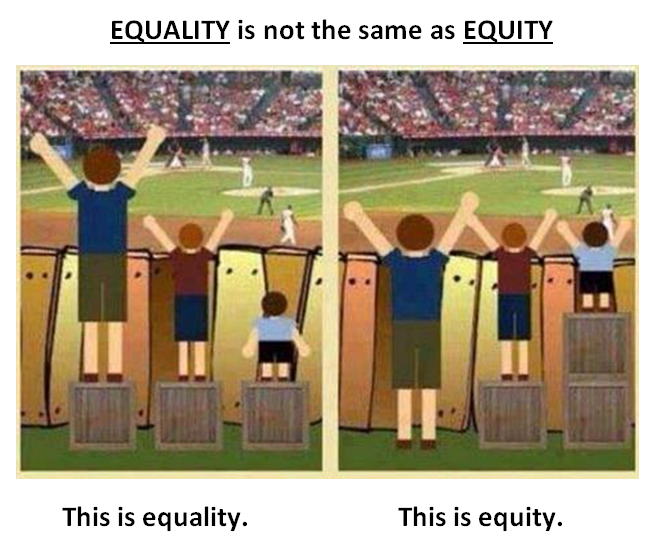 EQUALITY is not the same as EQUITY
This is equality.
This is equity.